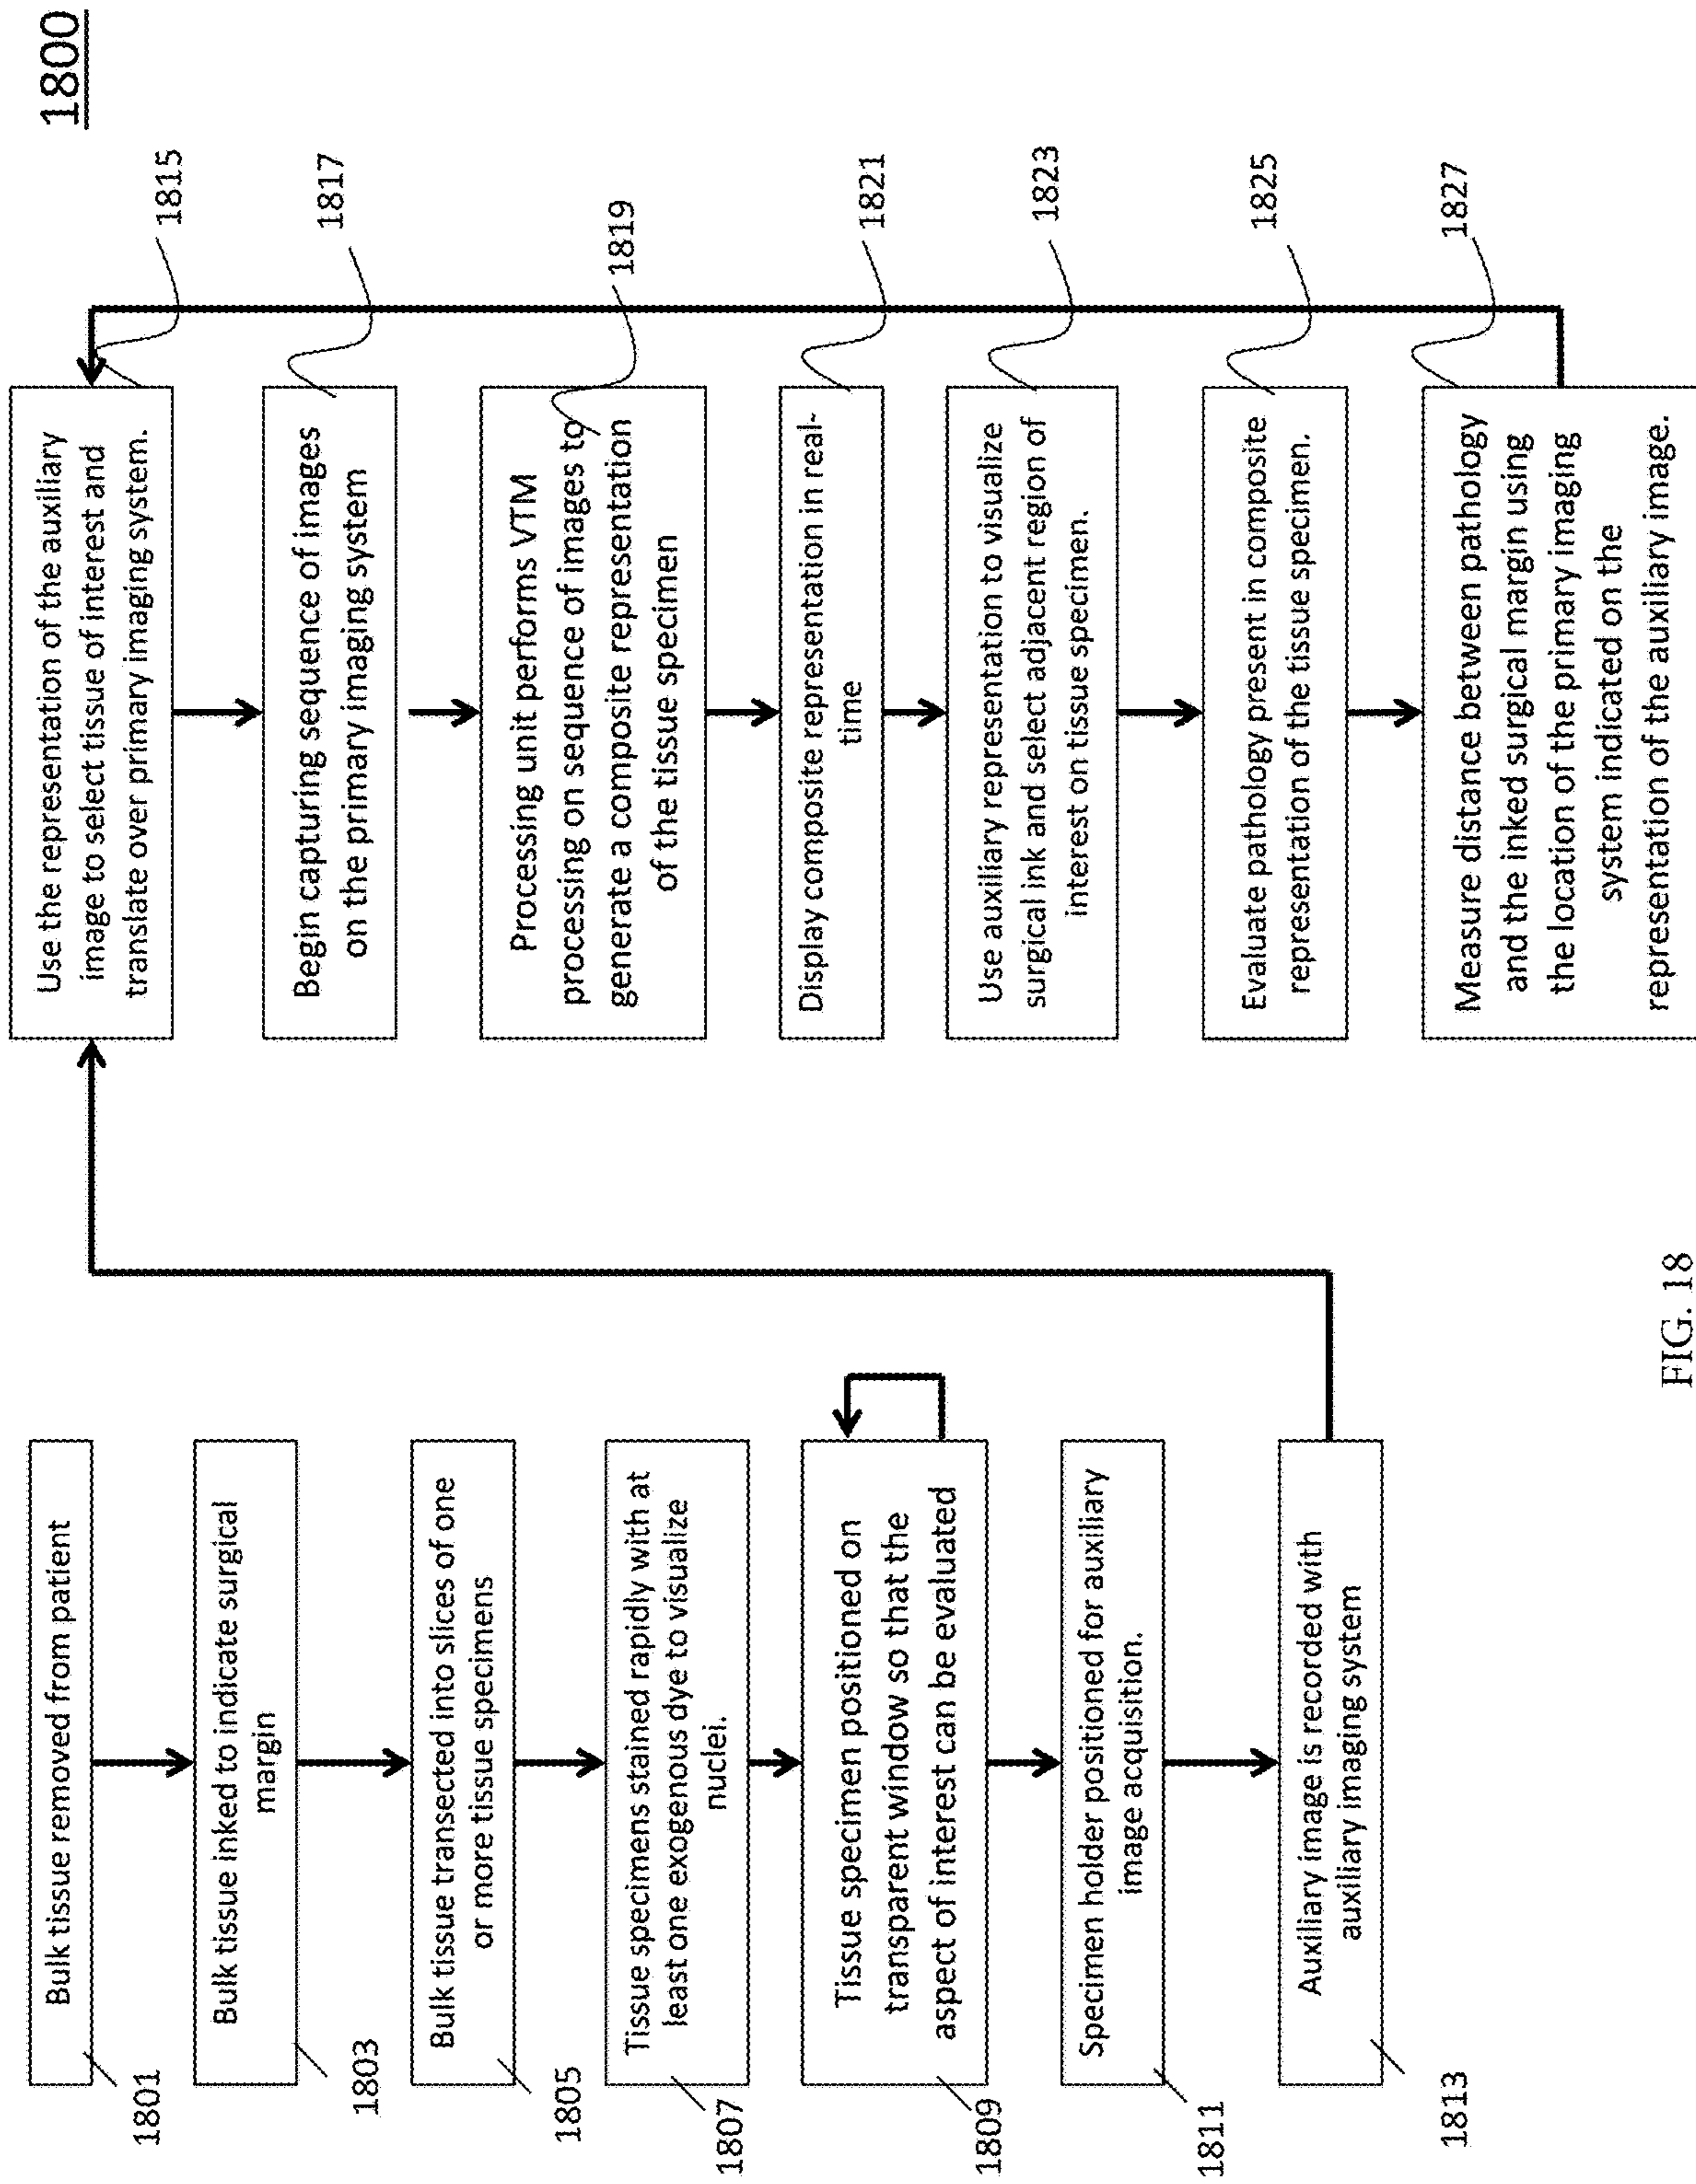 1800
Bulk tissue removed from patient
1801
Bulk tissue inked to indicate surgical
margin
1803
Bulk tissue transected into slices of one
or more tissue specimens
1805
Tissue specimens stained rapidly with at
least one exogenous dye to visualize
nuclei.
1807
Tissue specimen positioned on
transparent window so that the
aspect of interest can be evaluated
1809
Specimen holder positioned for auxiliary
image acquisition.
1811
Auxiliary image is recorded with
auxiliary imaging system
1813
Use the representation of the auxiliary
image to select tissue of interest and
translate over primary imaging system.
1815
Begin capturing sequence of images
on the primary imaging system
1817
Processing unit performs VTM
processing on sequence of images to
generate a composite representation
of the tissue specimen
1819
Display composite representation in real-
time
1821
Use auxiliary representation to visualize
surgical ink and select adjacent region of
interest on tissue specimen.
1823
Evaluate pathology present in composite
representation of the tissue specimen.
1825
Measure distance between pathology
and the inked surgical margin using
the location of the primary imaging
system indicated on the
representation of the auxiliary image.
1827
FIG. 18